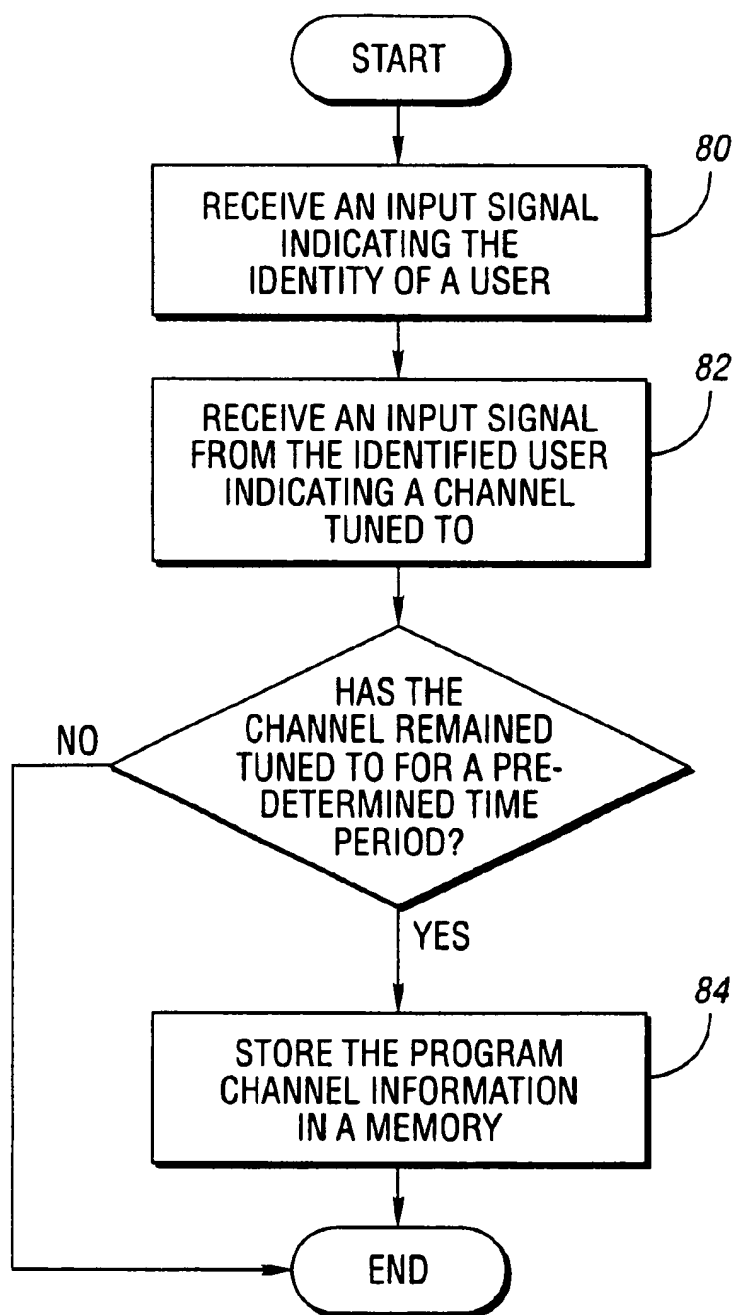 START
80
RECEIVE AN INPUT SIGNAL
INDICATING THE
IDENTITY OF A USER
82
RECEIVE AN INPUT SIGNAL
FROM THE IDENTIFIED USER
INDICATING A CHANNEL
TUNED TO
HAS THE
CHANNEL REMAINED
TUNED TO FOR A PRE-
DETERMINED TIME
PERIOD?
NO
YES
84
STORE THE PROGRAM
CHANNEL INFORMATION
IN A MEMORY
END